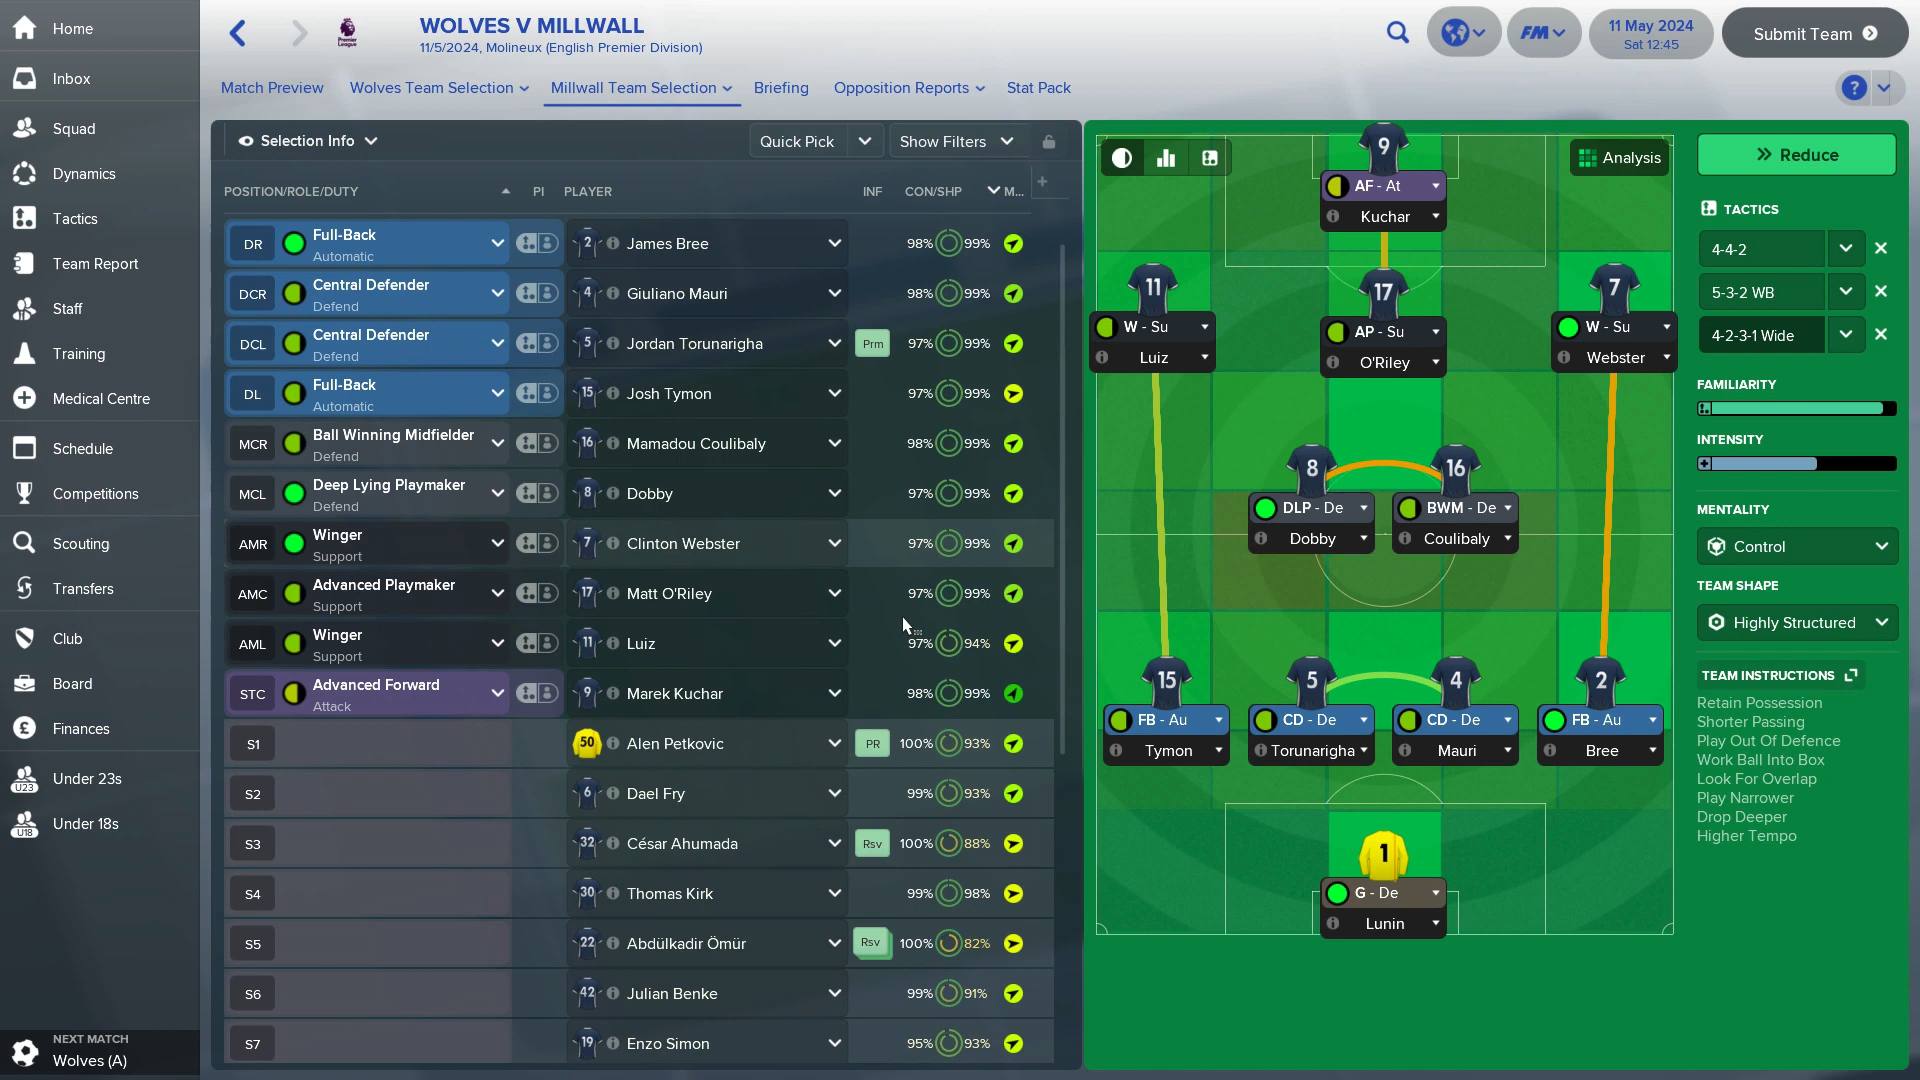 Home
Inbox
Squad
Dynamics
Tactics
Team Report
Staff
Training
Medical Centre
Schedule
Competitions
Scouting
Transfers
Club
Board
Finances
U23
Under 23s
U18
Under 18s
NEXT MATCH
Wolves (A)
Premier League
WOLVES V MILLWALL
11/5/2024, Molineux (English Premier Division)
FM
11 May 2024
Sat 12:45
Submit Team
Match Preview
Wolves Team Selection
Millwall Team Selection
Briefing
Opposition Reports
Stat Pack
?
Selection Info
Quick Pick
Show Filters
POSITION/ROLE/DUTY PI PLAYER INF CON/SHP M...
DR Full-Back 2 James Bree 98% 99%
Automatic
DCR Central Defender 4 Giuliano Mauri 98% 99%
Defend
DCL Central Defender 5 Jordan Torunarigha Prm 97% 99%
Defend
DL Full-Back 15 Josh Tymon 97% 99%
Automatic
MCR Ball Winning Midfielder 16 Mamadou Coulibaly 98% 99%
Defend
MCL Deep Lying Playmaker 8 Dobby 97% 99%
Defend
AMR Winger 7 Clinton Webster 97% 99%
Support
AMC Advanced Playmaker 17 Matt O'Riley 97% 99%
Support
AML Winger 11 Luiz 97% 94%
Support
STC Advanced Forward 9 Marek Kuchar 98% 99%
Attack
S1 50 Alen Petkovic PR 100% 93%
S2 6 Dael Fry 99% 93%
S3 32 César Ahumada Rsv 100% 88%
S4 30 Thomas Kirk 99% 98%
S5 22 Abdülkadir Ömür Rsv 100% 82%
S6 42 Julian Benke 99% 91%
S7 19 Enzo Simon 95% 93%
Analysis
9
AF - At
Kuchar
11
W - Su
Luiz
17
AP - Su
O'Riley
7
W - Su
Webster
8
DLP - De
Dobby
16
BWM - De
Coulibaly
15
FB - Au
Tymon
5
CD - De
Torunarigha
4
CD - De
Mauri
2
FB - Au
Bree
1
G - De
Lunin
Reduce
TACTICS
4-4-2
5-3-2 WB
4-2-3-1 Wide
FAMILIARITY
INTENSITY
MENTALITY
Control
TEAM SHAPE
Highly Structured
TEAM INSTRUCTIONS
Retain Possession
Shorter Passing
Play Out Of Defence
Work Ball Into Box
Look For Overlap
Play Narrower
Drop Deeper
Higher Tempo